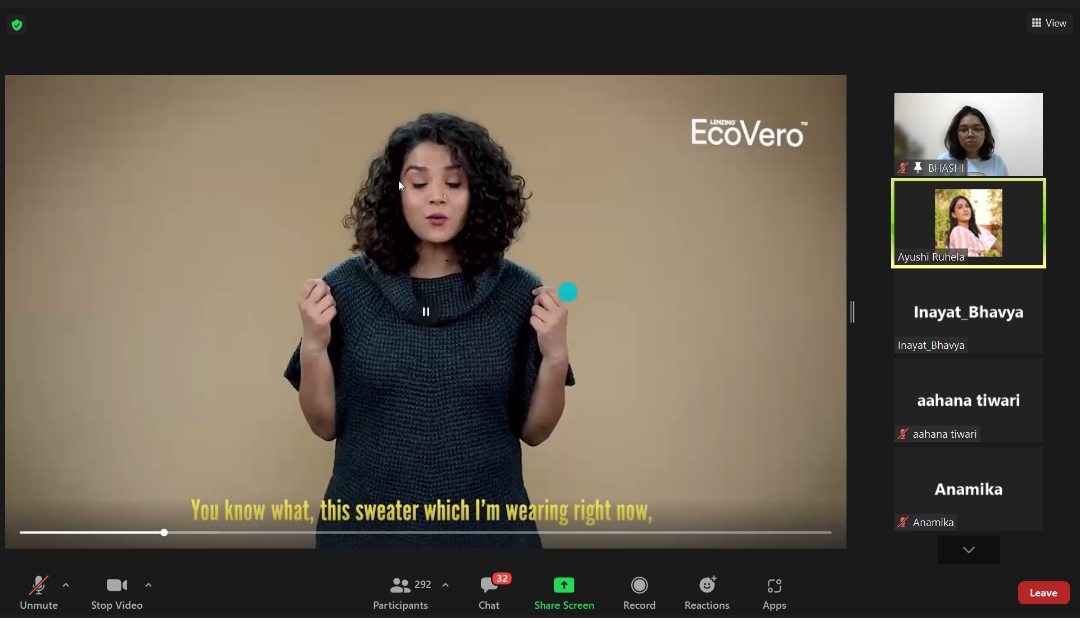 View
LENZING
EcoVero™
You know what, this sweater which I'm wearing right now,
BHASHI
Ayushi Ruhela
Inayat_Bhavya
Inayat_Bhavya
aahana tiwari
aahana tiwari
Anamika
Anamika
Unmute
Stop Video
292
Participants
32
Chat
Share Screen
Record
Reactions
Apps
Leave